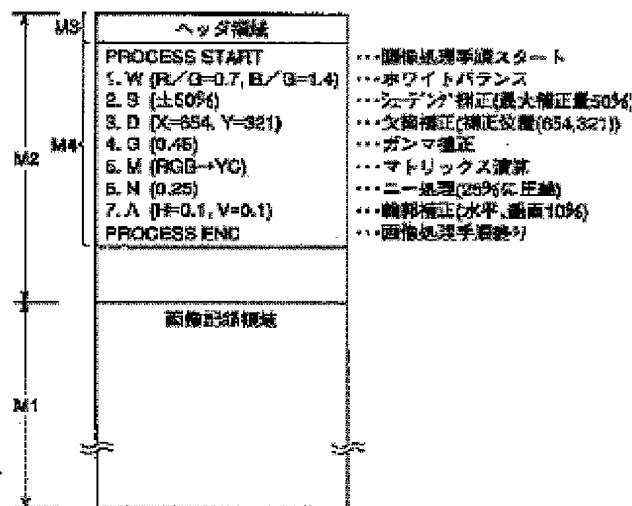 M3 ヘッダ領域
PROCESS START ・・・画像処理手順スタート
1. W (R/G=0.7, B/G=1.4) ・・・ホワイトバランス
2. S (±50%) ・・・シェーデング補正(最大補正量50%)
3. D (X=654, Y=321) ・・・欠陥補正(補正位置(654,321))
M2 M4 4. G (0.45) ・・・ガンマ補正
5. M (RGB→YC) ・・・マトリックス演算
6. N (0.25) ・・・ニー処理(25%に圧縮)
7. A (H=0.1, V=0.1) ・・・輪郭補正(水平、垂直10%)
PROCESS END ・・・画像処理手順終り
画像記録領域
M1